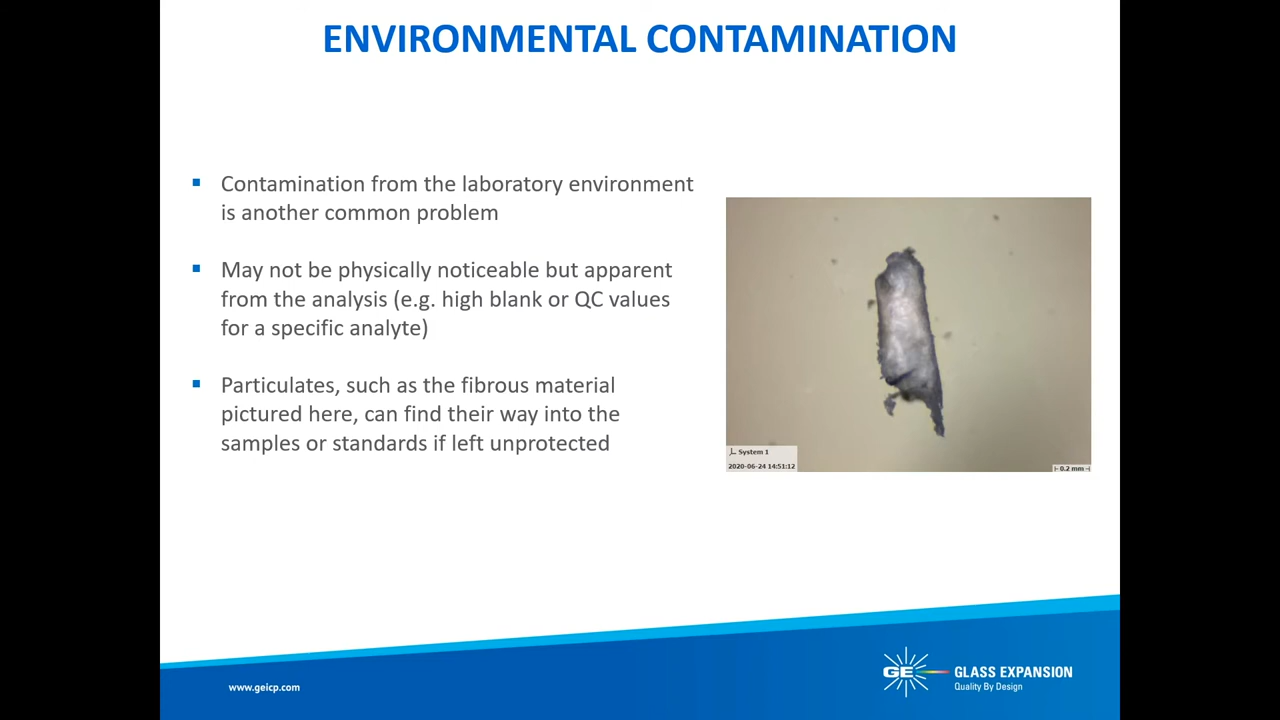 ENVIRONMENTAL CONTAMINATION
Contamination from the laboratory environment
is another common problem
May not be physically noticeable but apparent
from the analysis (e.g. high blank or QC values
for a specific analyte)
Particulates, such as the fibrous material
pictured here, can find their way into the
samples or standards if left unprotected
System 1
2020-06-24 14:51:12
0.2 mm
www.geicp.com
GE GLASS EXPANSION
Quality By Design